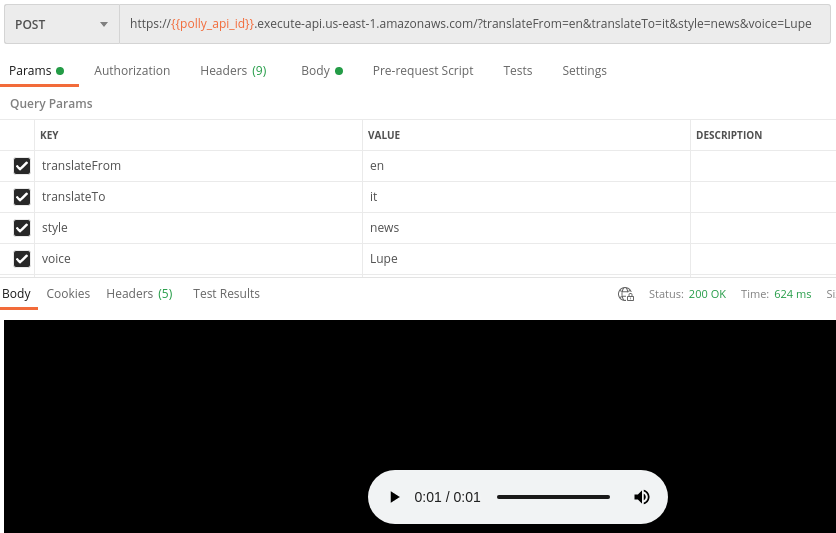 POST https://{{polly_api_id}}.execute-api.us-east-1.amazonaws.com/?translateFrom=en&translateTo=it&style=news&voice=Lupe
Params Authorization Headers (9) Body Pre-request Script Tests Settings
Query Params
KEY VALUE DESCRIPTION
translateFrom en
translateTo it
style news
voice Lupe
Body Cookies Headers (5) Test Results Status: 200 OK Time: 624 ms Si
0:01 / 0:01